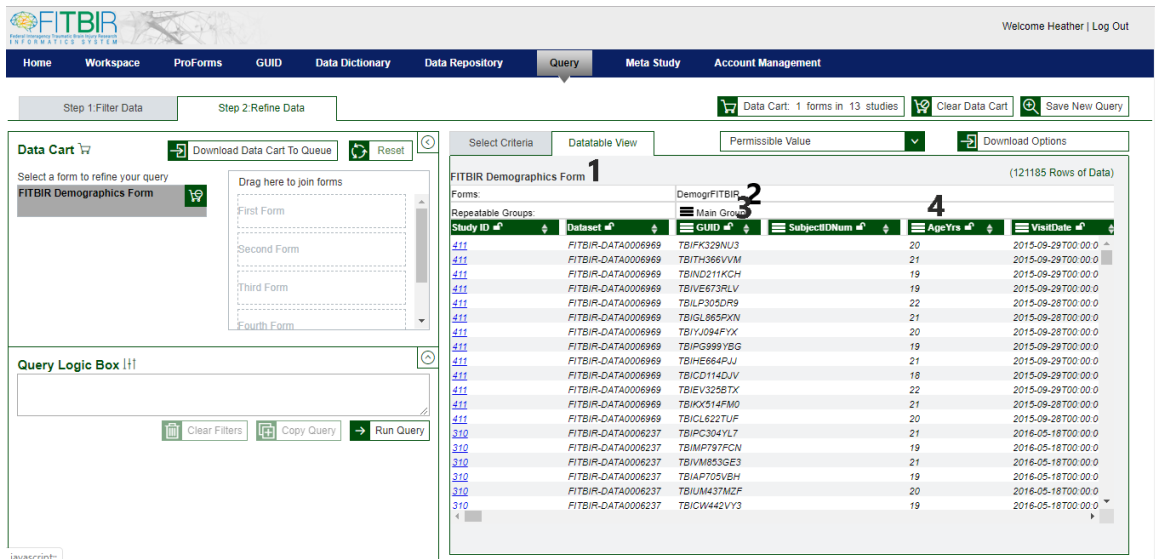 FITBIR
Federal Interagency Traumatic Brain Injury Research
INFORMATICS SYSTEM
Welcome Heather | Log Out
Home Workspace ProForms GUID Data Dictionary Data Repository Query Meta Study Account Management
Step 1:Filter Data Step 2:Refine Data Data Cart: 1 forms in 13 studies Clear Data Cart Save New Query
Data Cart Download Data Cart To Queue Reset
Select a form to refine your query
FITBIR Demographics Form
Drag here to join forms
First Form
Second Form
Third Form
Fourth Form
Query Logic Box
Clear Filters Copy Query Run Query
Select Criteria Datatable View Permissible Value Download Options
FITBIR Demographics Form 1 (121185 Rows of Data)
Forms: DemogrFITBIR 2
Repeatable Groups: Main Group 3 4
Study ID Dataset GUID SubjectIDNum AgeYrs VisitDate
411 FITBIR-DATA0006969 TBIFK329NU3 20 2015-09-29T00:00:0
411 FITBIR-DATA0006969 TBITH366VVM 21 2015-09-29T00:00:0
411 FITBIR-DATA0006969 TBIND211KCH 19 2015-09-29T00:00:0
411 FITBIR-DATA0006969 TBIVE673RLV 19 2015-09-29T00:00:0
411 FITBIR-DATA0006969 TBILP305DR9 22 2015-09-28T00:00:0
411 FITBIR-DATA0006969 TBIGL865PXN 21 2015-09-28T00:00:0
411 FITBIR-DATA0006969 TBIYJ094FYX 20 2015-09-28T00:00:0
411 FITBIR-DATA0006969 TBIPG999YBG 19 2015-09-29T00:00:0
411 FITBIR-DATA0006969 TBIHE664PJJ 21 2015-09-29T00:00:0
411 FITBIR-DATA0006969 TBICD114DJV 18 2015-09-29T00:00:0
411 FITBIR-DATA0006969 TBIEV325BTX 22 2015-09-29T00:00:0
411 FITBIR-DATA0006969 TBIKX514FM0 21 2015-09-28T00:00:0
411 FITBIR-DATA0006969 TBICL622TUF 20 2015-09-28T00:00:0
310 FITBIR-DATA0006237 TBIPC304YL7 21 2016-05-18T00:00:0
310 FITBIR-DATA0006237 TBIMP797FCN 19 2016-05-18T00:00:0
310 FITBIR-DATA0006237 TBIVM853GE3 21 2016-05-18T00:00:0
310 FITBIR-DATA0006237 TBIAP705VBH 19 2016-05-18T00:00:0
310 FITBIR-DATA0006237 TBIUM437MZF 20 2016-05-18T00:00:0
310 FITBIR-DATA0006237 TBICW442VY3 19 2016-05-18T00:00:0